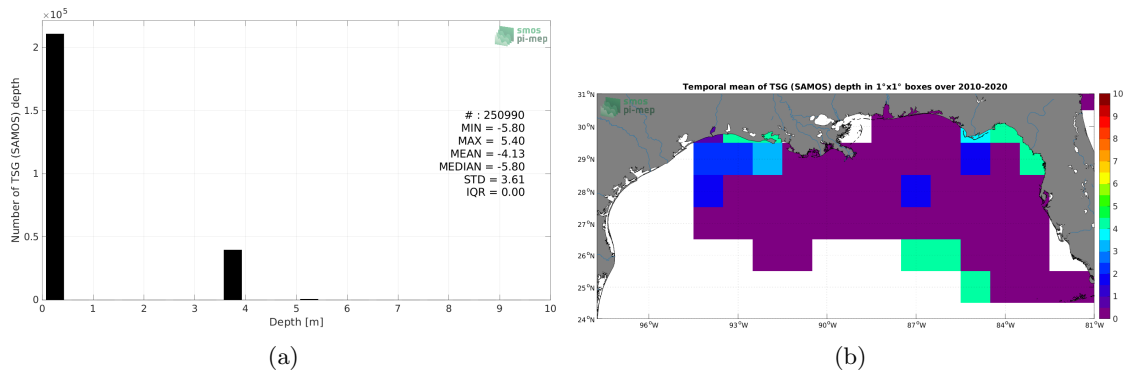 ×10⁵
2
1.5
1
0.5
0
0 1 2 3 4 5 6 7 8 9 10
Number of TSG (SAMOS) depth
Depth [m]
smos
pi-mep
# : 250990
MIN = -5.80
MAX = 5.40
MEAN = -4.13
MEDIAN = -5.80
STD = 3.61
IQR = 0.00
(a)
Temporal mean of TSG (SAMOS) depth in 1°x1° boxes over 2010-2020
smos
pi-mep
31°N
30°N
29°N
28°N
27°N
26°N
25°N
24°N
96°W 93°W 90°W 87°W 84°W 81°W
10
9
8
7
6
5
4
3
2
1
0
(b)